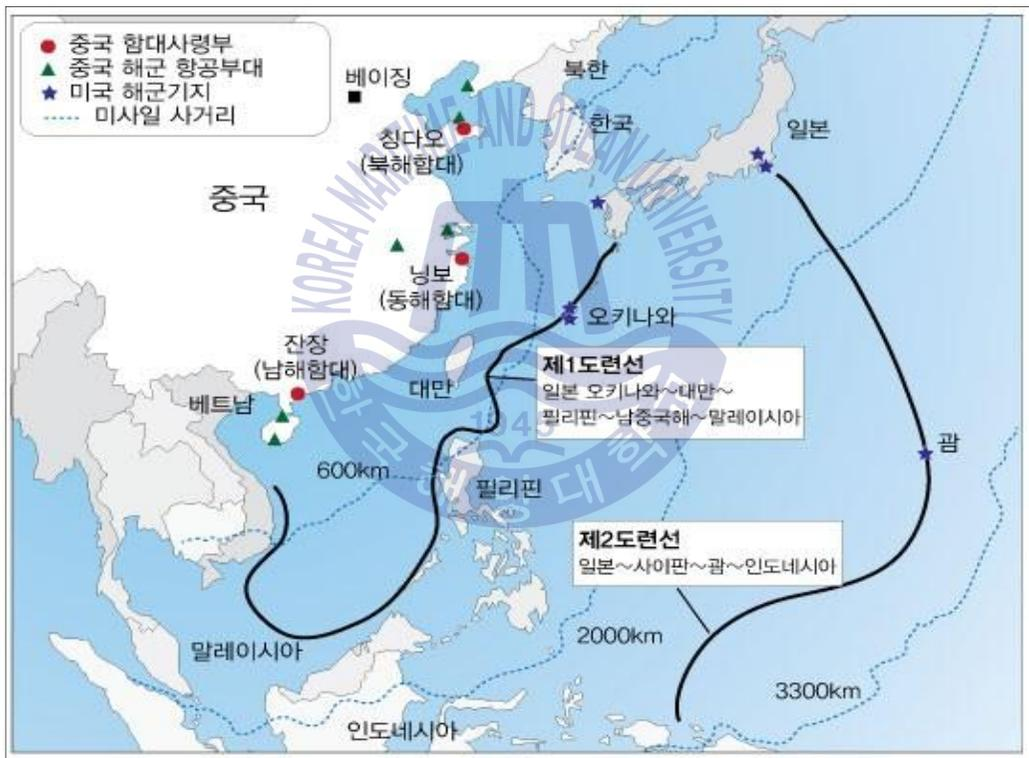 중국 함대사령부
중국 해군 항공부대
미국 해군기지
미사일 사거리
베이징
북한
한국
일본
칭다오
(북해함대)
중국
닝보
(동해함대)
오키나와
잔장
(남해함대)
대만
제1도련선
일본 오키나와~대만~
필리핀~남중국해~말레이시아
베트남
600km
필리핀
괌
제2도련선
일본~사이판~괌~인도네시아
말레이시아
2000km
3300km
인도네시아
KOREA MARITIME AND OCEAN UNIVERSITY
1945